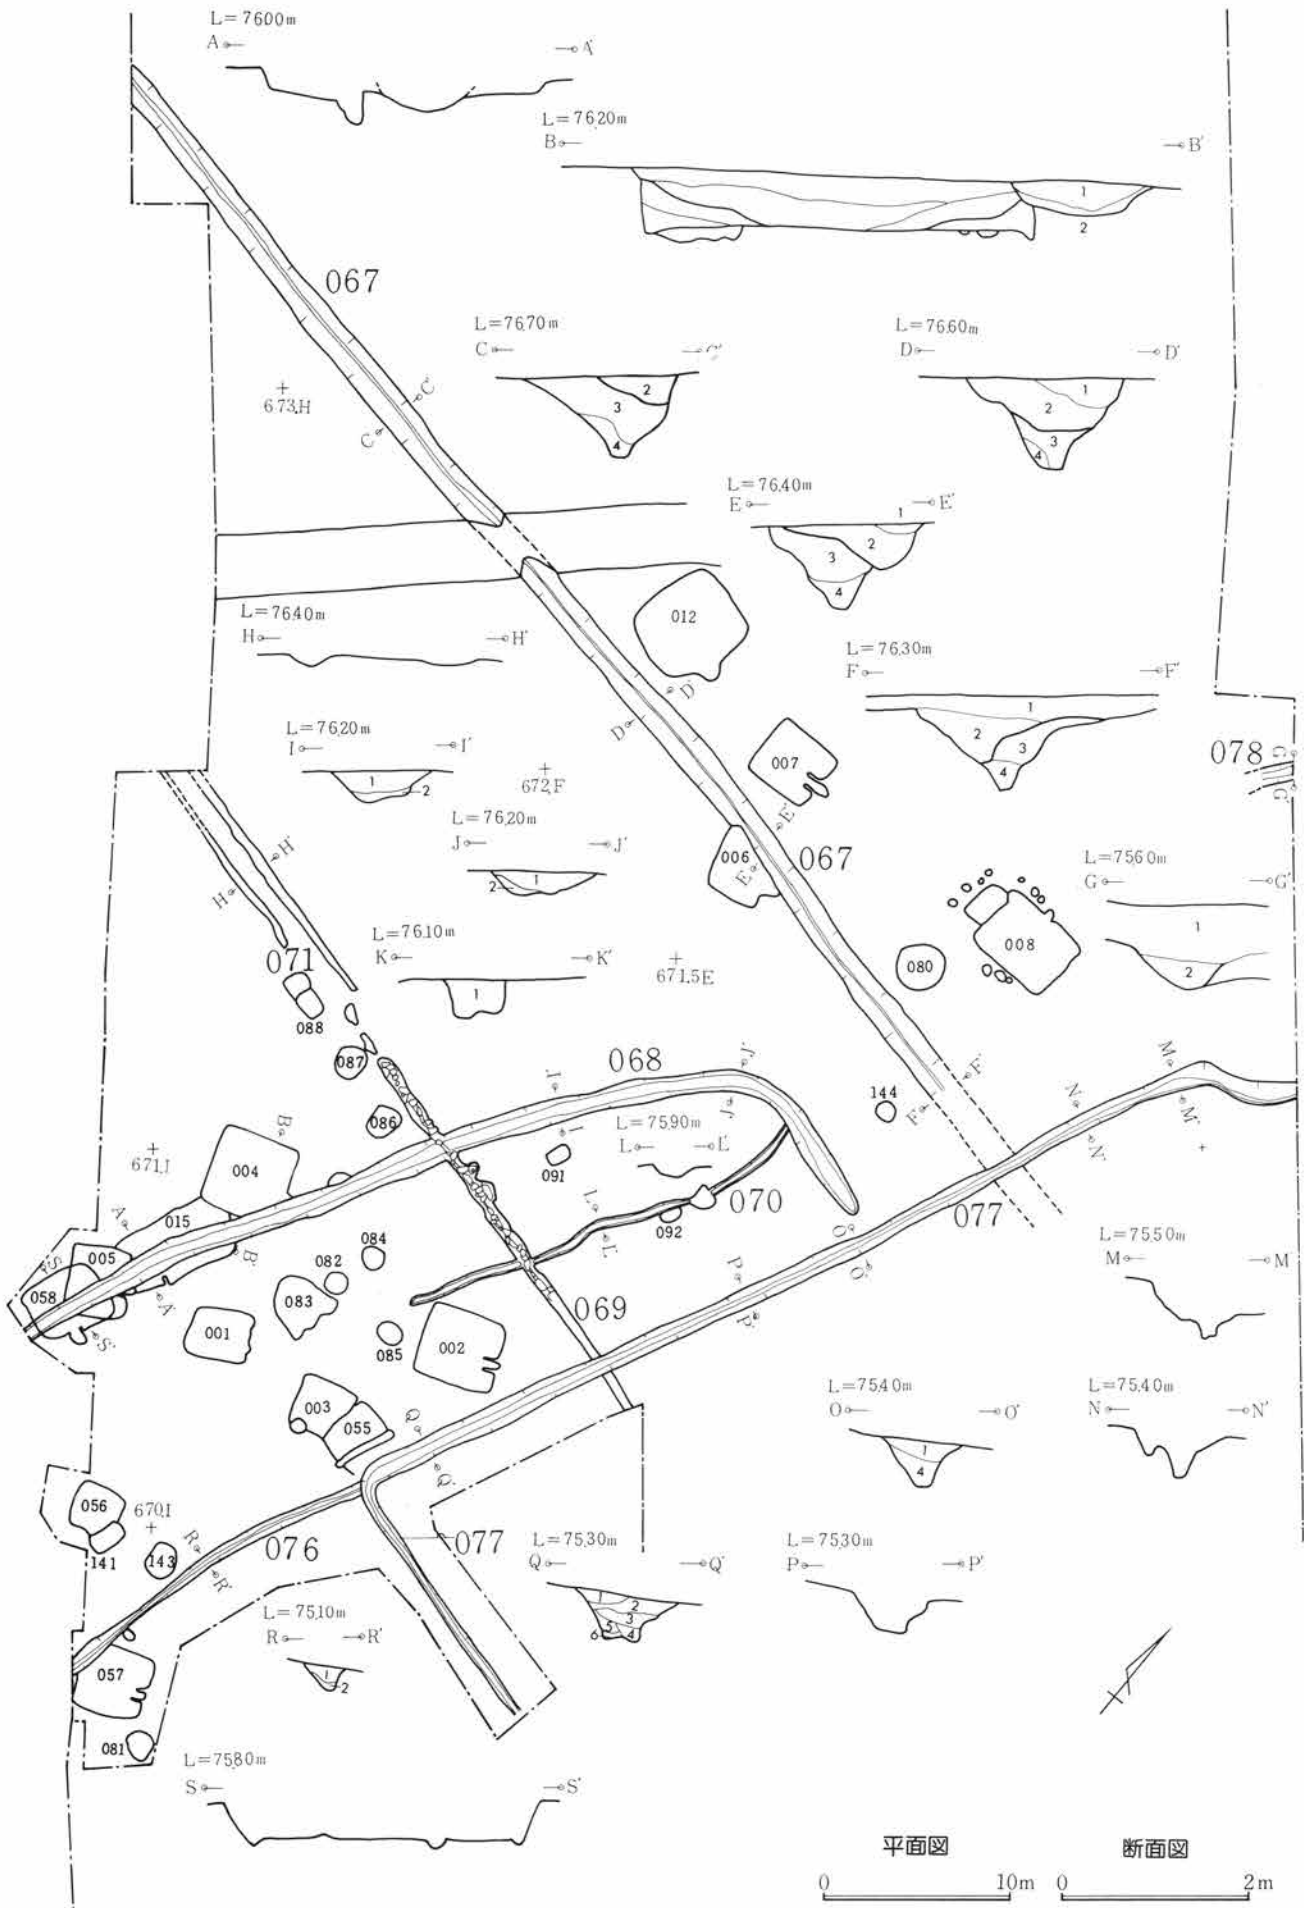 L=7600m
A A'
L=76.20m
B B'
1
2
067
L=76.70m
C C'
2
3
4
L=76.60m
D D'
1
2
3
4
673.H
C'
C
L=76.40m
E E'
1
2
3
4
L=76.40m
H H'
012
L=76.30m
F F'
1
2
3
4
D'
D
L=76.20m
I I'
1
2
672.F
007
078
G'
G
L=76.20m
J J'
1
2
006
E'
E
067
H'
H
L=75.60m
G G'
1
2
L=76.10m
K K'
1
671.5E
080
008
071
088
087
068
J'
J
I
I'
144
F'
F
M
M'
N
N'
086
L=75.90m
L L'
091
070
092
L
L'
671.I
B
004
A
015
005
S
058
B'
A'
S'
084
082
083
001
085
002
069
O
O'
P
P'
077
L=75.50m
M M'
003
055
Q
Q'
L=75.40m
O O'
1
4
L=75.40m
N N'
056
670.I
141
143
R
R'
076
077
L=75.30m
Q Q'
1
2
3
4
5
6
L=75.30m
P P'
L=75.10m
R R'
1
2
057
081
L=75.80m
S S'
平面図 断面図
0 10m 0 2m